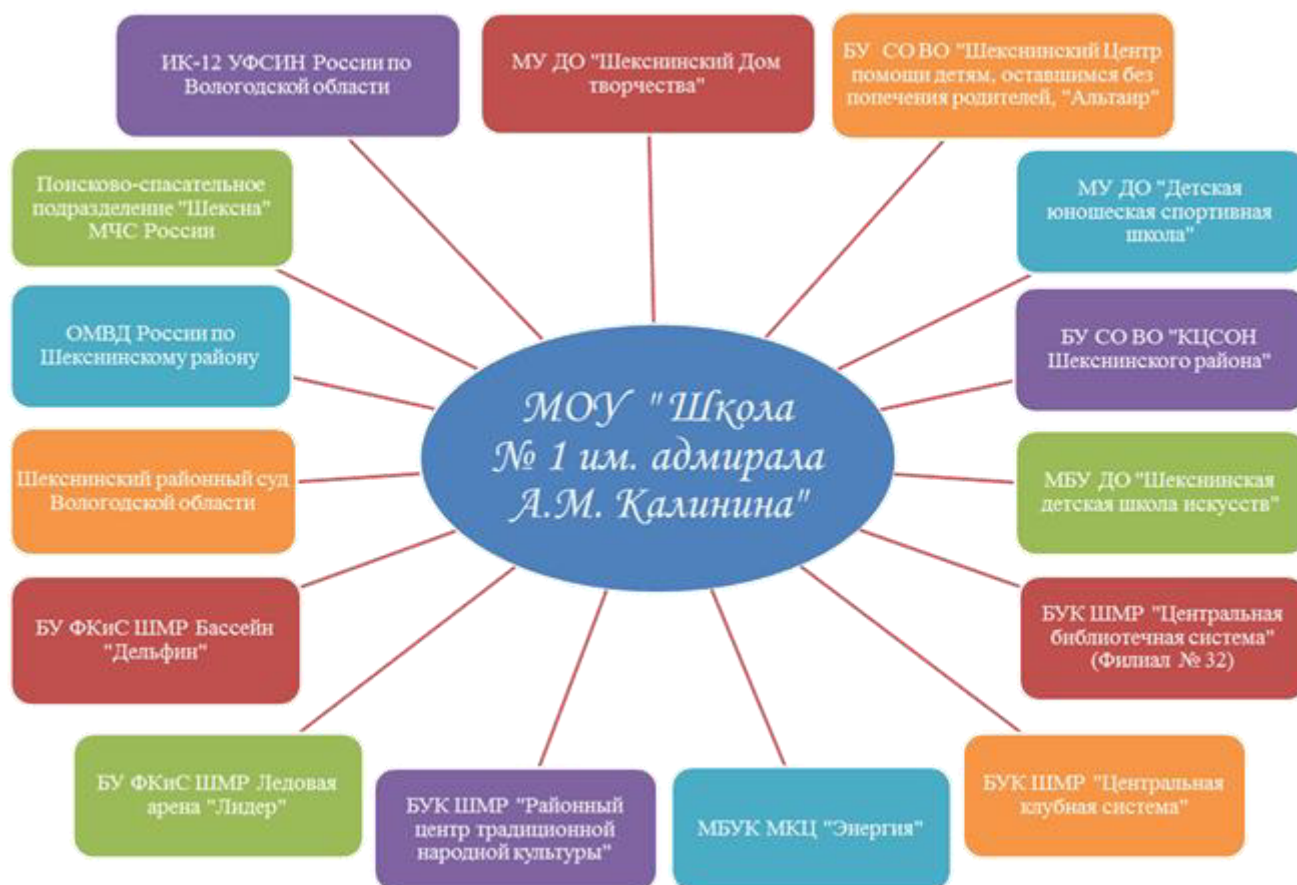 МУ ДО "Шекснинский Дом
творчества"
БУ СО ВО "Шекснинский Центр
помощи детям, оставшимся без
попечения родителей, "Альтаир"
МУ ДО "Детская
юношеская спортивная
школа"
БУ СО ВО "КЦСОН
Шекснинского района"
МБУ ДО "Шекснинская
детская школа искусств"
БУК ШМР "Центральная
библиотечная система"
(Филиал № 32)
БУК ШМР "Центральная
клубная система"
МБУК МКЦ "Энергия"
БУК ШМР "Районный
центр традиционной
народной культуры"
БУ ФКиС ШМР Ледовая
арена "Лидер"
БУ ФКиС ШМР Бассейн
"Дельфин"
Шекснинский районный суд
Вологодской области
ОМВД России по
Шекснинскому району
Поисково-спасательное
подразделение "Шексна"
МЧС России
ИК-12 УФСИН России по
Вологодской области
МОУ "Школа
№ 1 им. адмирала
А.М. Калинина"